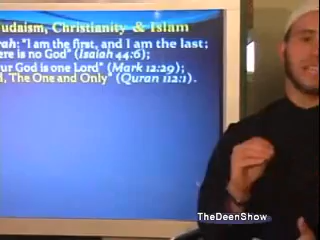 udaism, Christianity & Islam
rah: "I am the first, and I am the last;
ere is no God" (Isaiah 44:6);
ur God is one Lord" (Mark 12:29);
, The One and Only" (Quran 112:1).
TheDeenShow